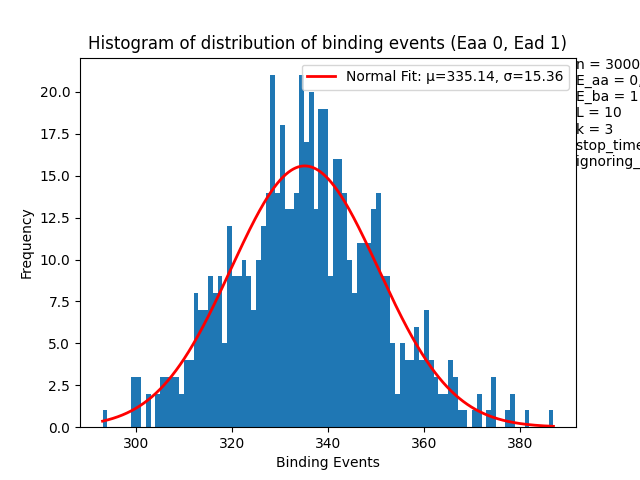 Histogram of distribution of binding events (Eaa 0, Ead 1)
Normal Fit: μ=335.14, σ=15.36
n = 3000
E_aa = 0,
E_ba = 1
L = 10
k = 3
stop_time
ignoring_
20.0
17.5
15.0
12.5
10.0
7.5
5.0
2.5
0.0
Frequency
300 320 340 360 380
Binding Events